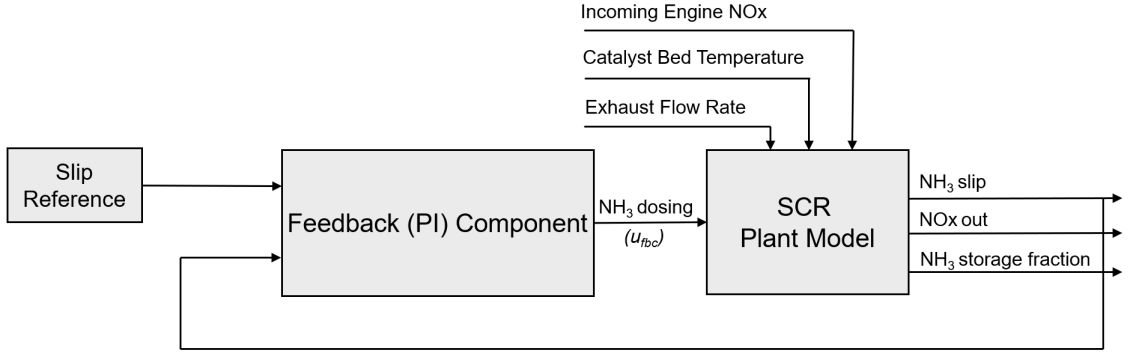 Incoming Engine NOx
Catalyst Bed Temperature
Exhaust Flow Rate
Slip
Reference
Feedback (PI) Component
NH₃ dosing
(u_fbc)
SCR
Plant Model
NH₃ slip
NOx out
NH₃ storage fraction